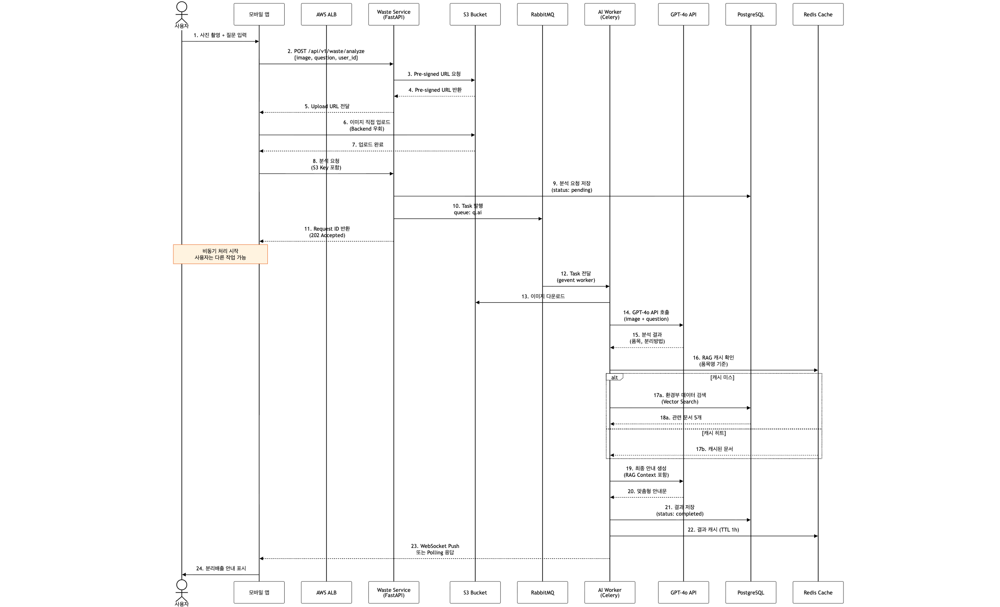 사용자
모바일 앱
AWS ALB
Waste Service
(FastAPI)
S3 Bucket
RabbitMQ
AI Worker
(Celery)
GPT-4o API
PostgreSQL
Redis Cache
1. 사진 촬영 + 질문 입력
2. POST /api/v1/waste/analyze
{image, question, user_id}
3. Pre-signed URL 요청
4. Pre-signed URL 반환
5. Upload URL 전달
6. 이미지 직접 업로드
(Backend 우회)
7. 업로드 완료
8. 분석 요청
(S3 Key 포함)
9. 분석 요청 저장
(status: pending)
10. Task 발행
queue: q.ai
11. Request ID 반환
(202 Accepted)
비동기 처리 시작
사용자는 다른 작업 가능
12. Task 전달
(gevent worker)
13. 이미지 다운로드
14. GPT-4o API 호출
(image + question)
15. 분석 결과
(품목, 분리방법)
16. RAG 캐시 확인
(품목명 기준)
alt
[캐시 미스]
17a. 환경부 데이터 검색
(Vector Search)
18a. 관련 문서 5개
[캐시 히트]
17b. 캐시된 문서
19. 최종 안내 생성
(RAG Context 포함)
20. 맞춤형 안내문
21. 결과 저장
(status: completed)
22. 결과 캐시 (TTL 1h)
23. WebSocket Push
또는 Polling 응답
24. 분리배출 안내 표시
사용자
모바일 앱
AWS ALB
Waste Service
(FastAPI)
S3 Bucket
RabbitMQ
AI Worker
(Celery)
GPT-4o API
PostgreSQL
Redis Cache